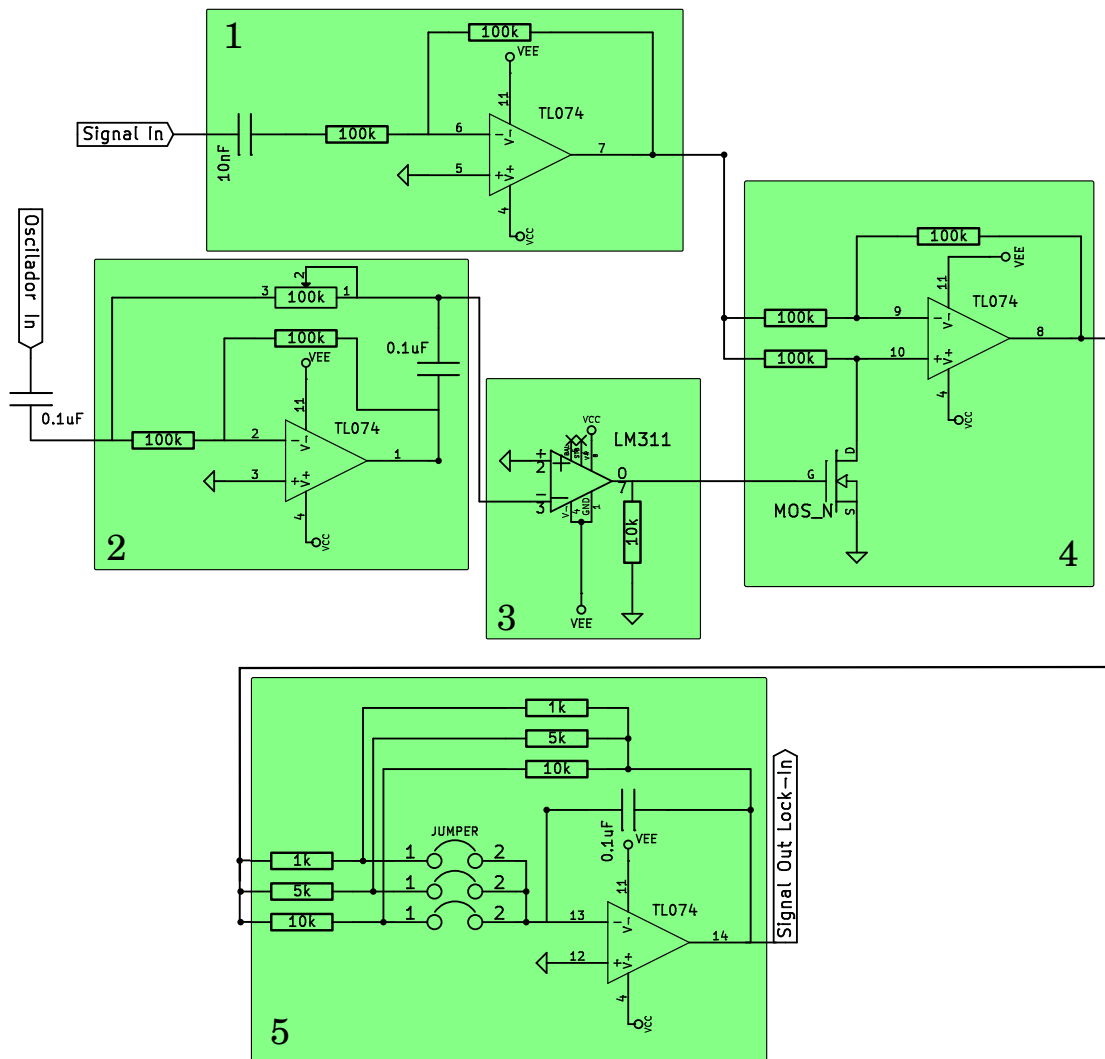 1
100k
VEE
11
TL074
Signal In
10nF
100k
6
-
V-
7
5
+
V+
4
VCC
Oscilador In
0.1uF
2
3
100k
1
100k
VEE
0.1uF
11
TL074
100k
2
-
V-
1
3
+
V+
4
VCC
2
VCC
LM311
8
+
2
O
7
-
3
V-
4
GND
1
10k
VEE
3
100k
VEE
11
TL074
100k
9
-
V-
8
100k
10
+
V+
4
VCC
D
G
MOS_N
S
4
1k
5k
10k
0.1uF
VEE
JUMPER
1k
1
2
5k
1
2
10k
1
2
11
TL074
13
-
V-
14
12
+
V+
4
VCC
Signal Out Lock-In
5